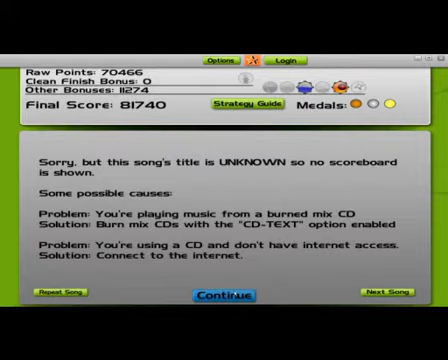 Options
Login
Raw Points: 70466
Clean Finish Bonus: 0
Other Bonuses: 11274
Final Score: 81740
Strategy Guide
Medals:
Sorry, but this song's title is UNKNOWN so no scoreboard
is shown.
Some possible causes:
Problem: You're playing music from a burned mix CD
Solution: Burn mix CDs with the "CD-TEXT" option enabled
Problem: You're using a CD and don't have internet access.
Solution: Connect to the internet.
Repeat Song
Continue
Next Song